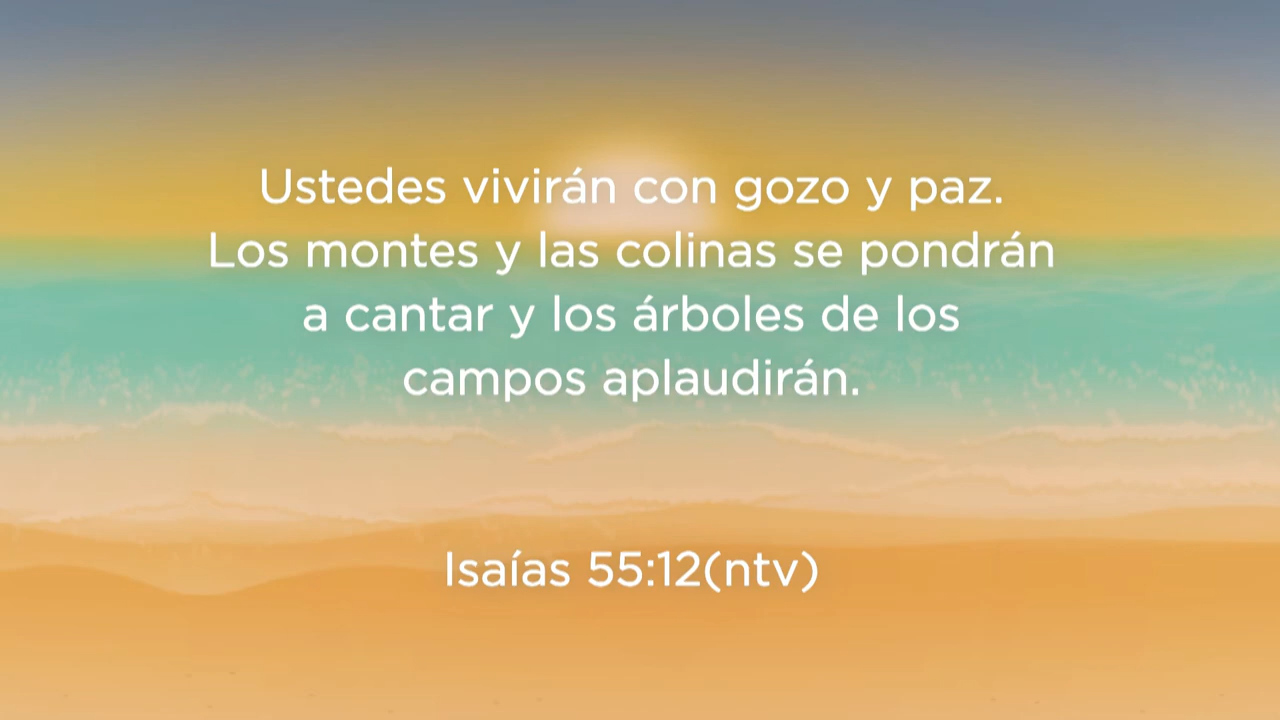 Ustedes vivirán con gozo y paz.
Los montes y las colinas se pondrán
a cantar y los árboles de los
campos aplaudirán.
Isaías 55:12(ntv)